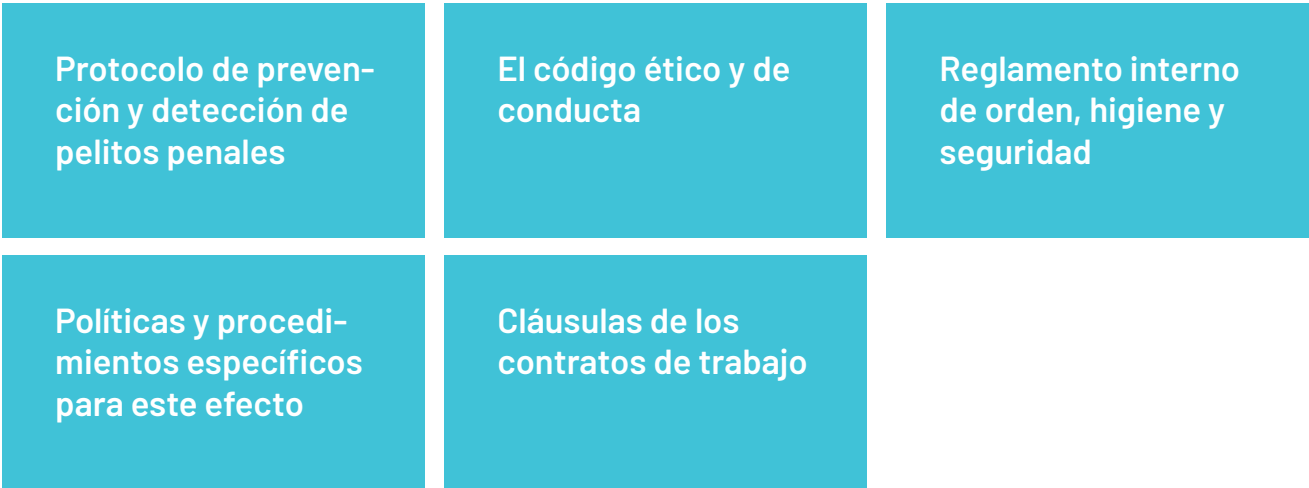 Protocolo de preven-
ción y detección de
pelitos penales
El código ético y de
conducta
Reglamento interno
de orden, higiene y
seguridad
Políticas y procedi-
mientos específicos
para este efecto
Cláusulas de los
contratos de trabajo